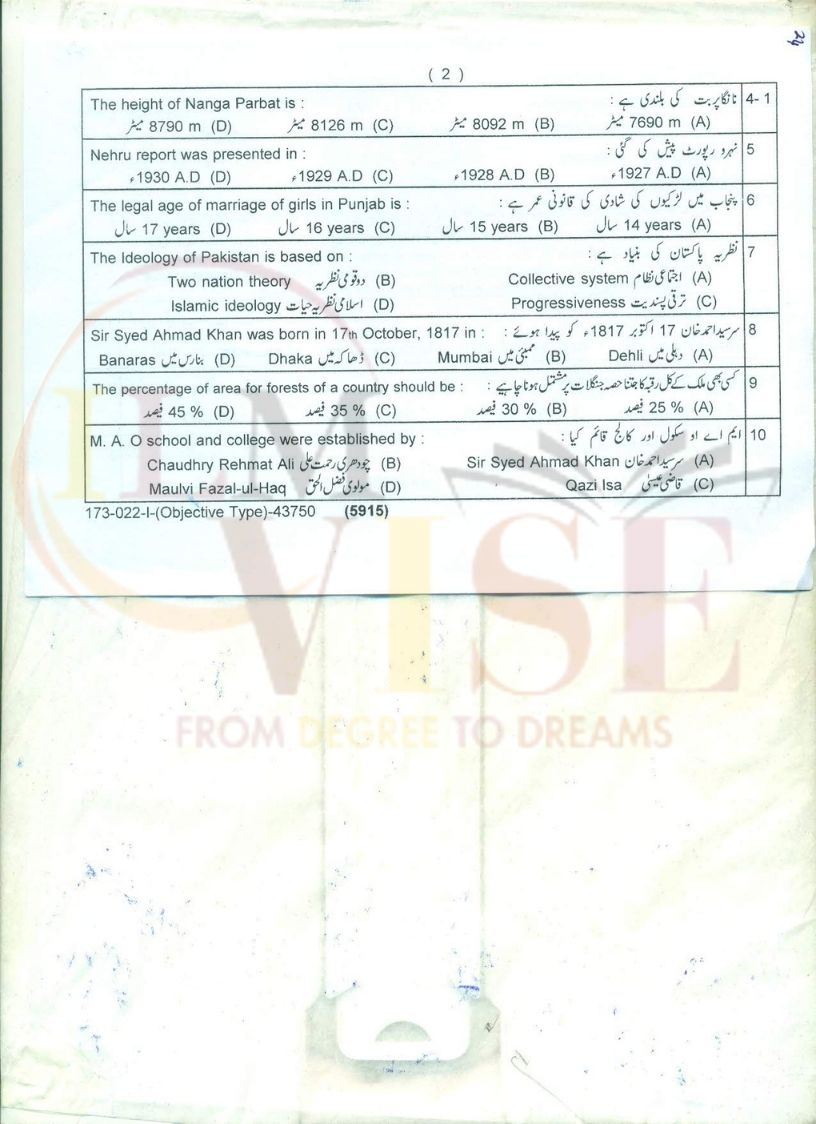 24
( 2 )
The height of Nanga Parbat is : نانگا پربت کی بلندی ہے : 4- 1
(A) 7690 m میٹر (B) 8092 m میٹر (C) 8126 m میٹر (D) 8790 m میٹر
Nehru report was presented in : نہرو رپورٹ پیش کی گئی : 5
(A) 1927 A.D ء (B) 1928 A.D ء (C) 1929 A.D ء (D) 1930 A.D ء
The legal age of marriage of girls in Punjab is : پنجاب میں لڑکیوں کی شادی کی قانونی عمر ہے : 6
(A) 14 years سال (B) 15 years سال (C) 16 years سال (D) 17 years سال
The Ideology of Pakistan is based on : نظریہ پاکستان کی بنیاد ہے : 7
(A) Collective system اجتماعی نظام (B) Two nation theory دو قومی نظریہ
(C) Progressiveness ترقی پسندیت (D) Islamic ideology اسلامی نظریہ حیات
Sir Syed Ahmad Khan was born in 17th October, 1817 in : سرسید احمد خان 17 اکتوبر 1817ء کو پیدا ہوئے : 8
(A) Dehli دہلی میں (B) Mumbai ممبئی میں (C) Dhaka ڈھاکہ میں (D) Banaras بنارس میں
The percentage of area for forests of a country should be : کسی بھی ملک کے کل رقبہ کا جتنا حصہ جنگلات پر مشتمل ہونا چاہیے : 9
(A) 25 % فیصد (B) 30 % فیصد (C) 35 % فیصد (D) 45 % فیصد
M. A. O school and college were established by : ایم اے او سکول اور کالج قائم کیا : 10
(A) Sir Syed Ahmad Khan سرسید احمد خان (B) Chaudhry Rehmat Ali چودھری رحمت علی
(C) Qazi Isa قاضی عیسیٰ (D) Maulvi Fazal-ul-Haq مولوی فضل الحق
173-022-I-(Objective Type)-43750 (5915)
ILM
VISE
FROM DEGREE TO DREAMS